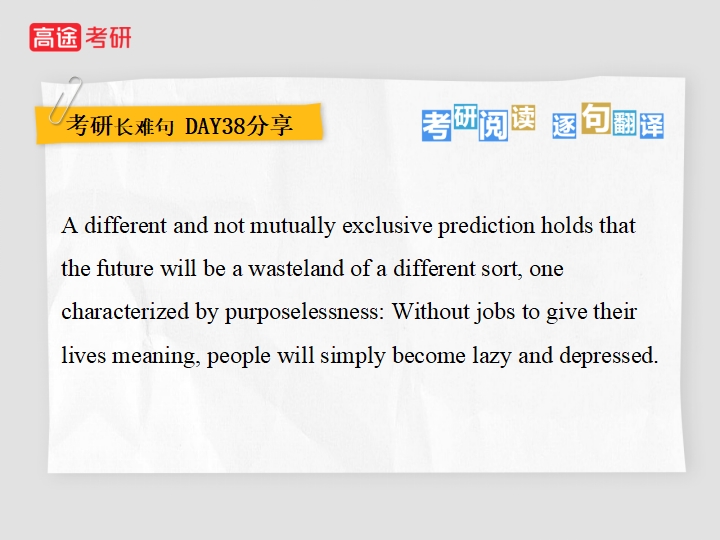 高途考研
考研长难句 DAY38分享
考研阅读 逐句翻译
A different and not mutually exclusive prediction holds that
the future will be a wasteland of a different sort, one
characterized by purposelessness: Without jobs to give their
lives meaning, people will simply become lazy and depressed.